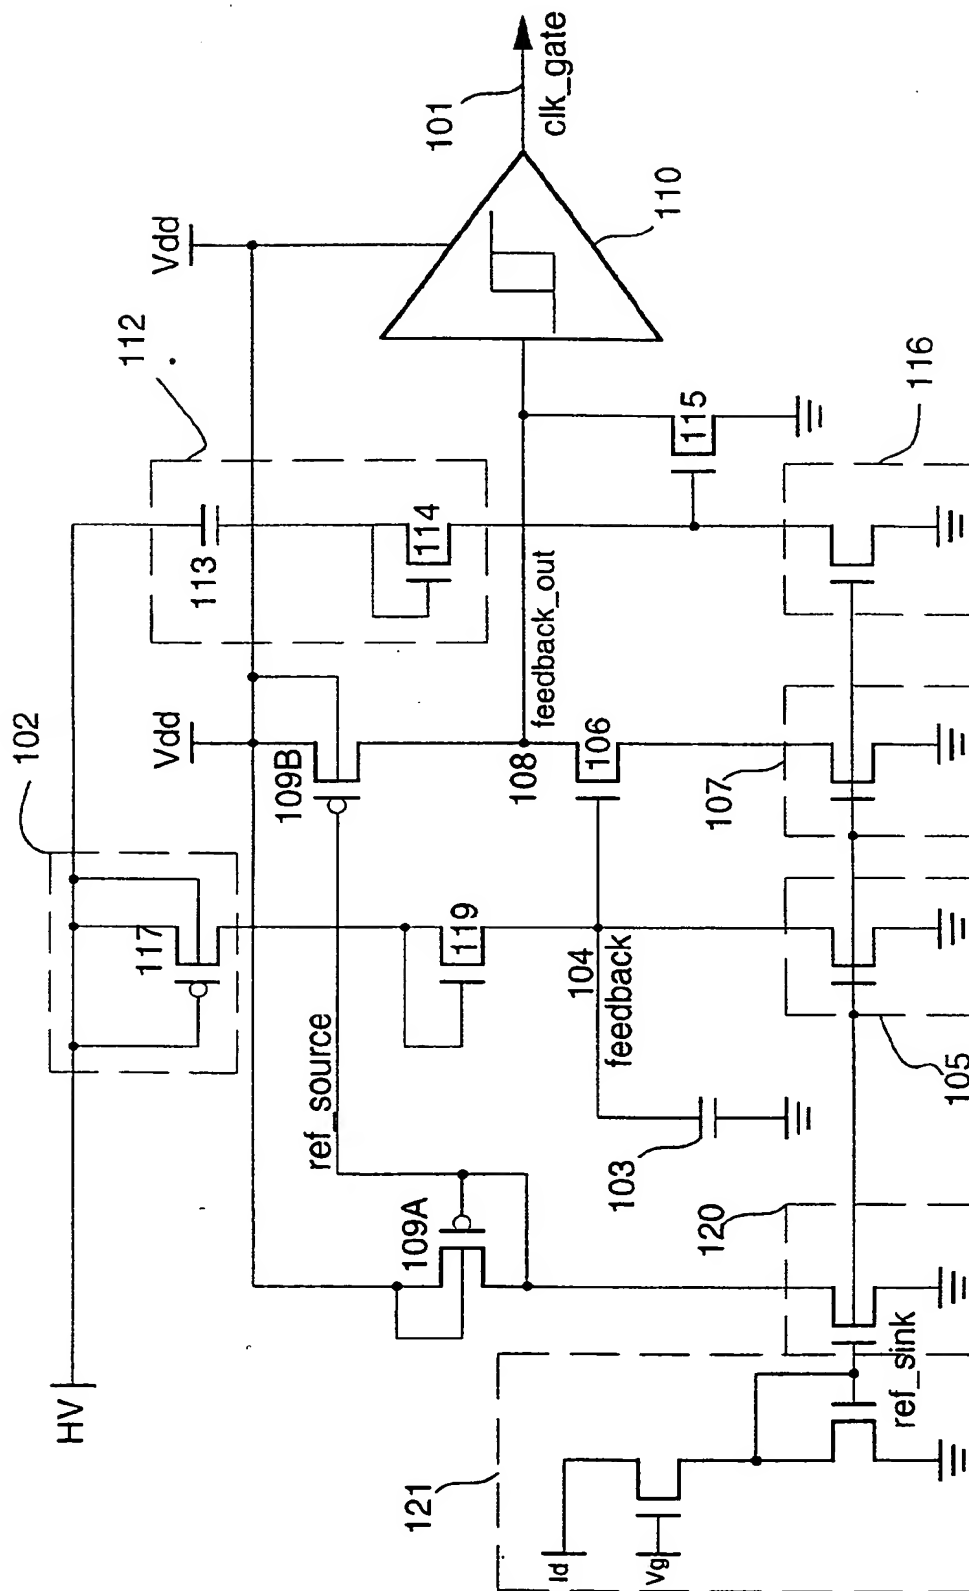 HV
102
117
Vdd
112
113
114
Vdd
101
clk_gate
110
115
116
109B
ref_source
109A
119
108
feedback_out
106
104
feedback
103
107
105
120
121
Id
Vg
ref_sink